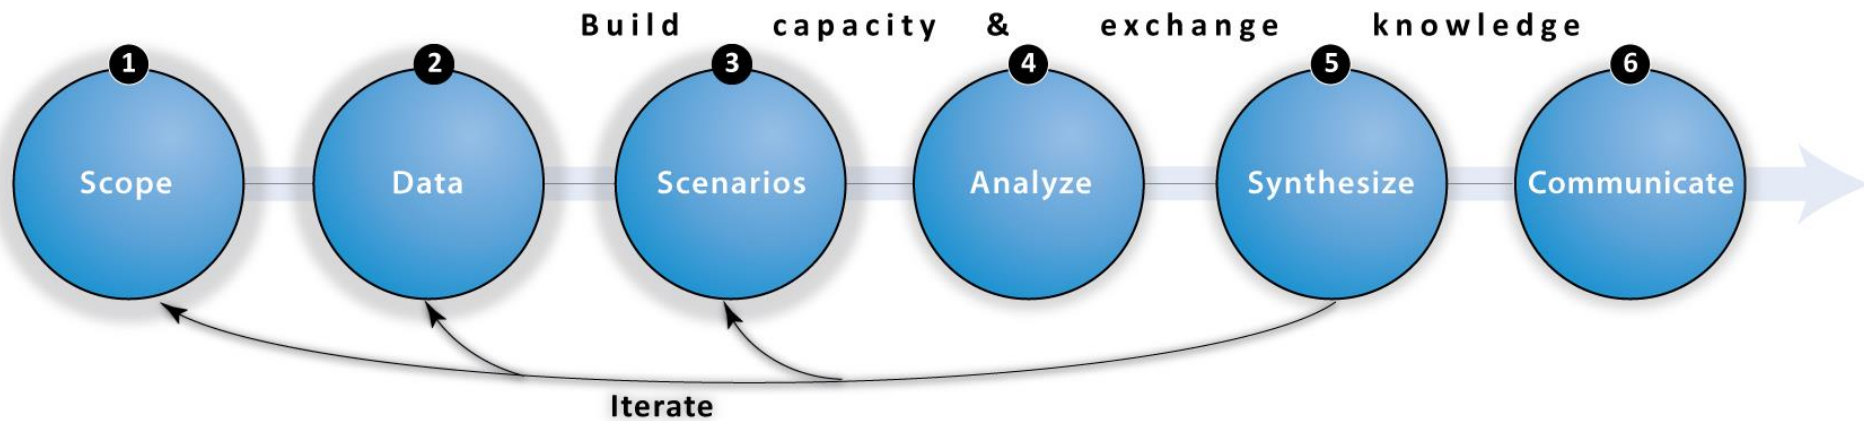 Build capacity & exchange knowledge
1 2 3 4 5 6
Scope Data Scenarios Analyze Synthesize Communicate
Iterate